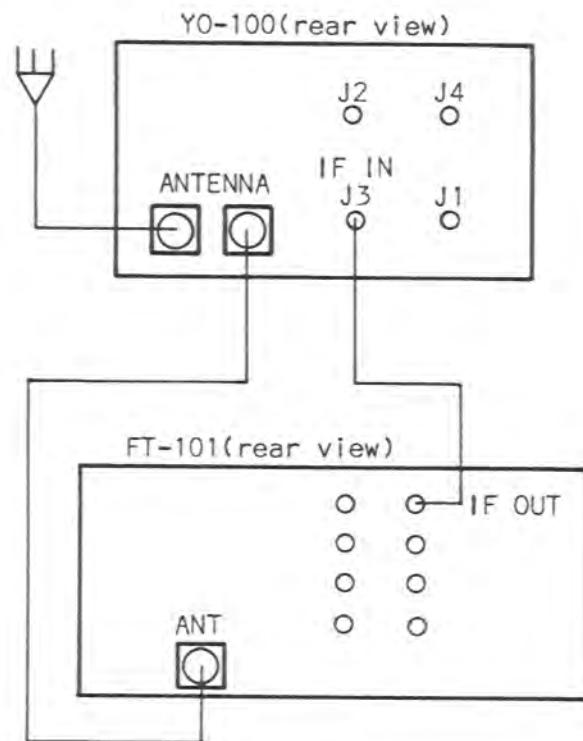 YO-100(rear view)
J2 J4
IF IN
ANTENNA J3 J1
FT-101(rear view)
IF OUT
ANT